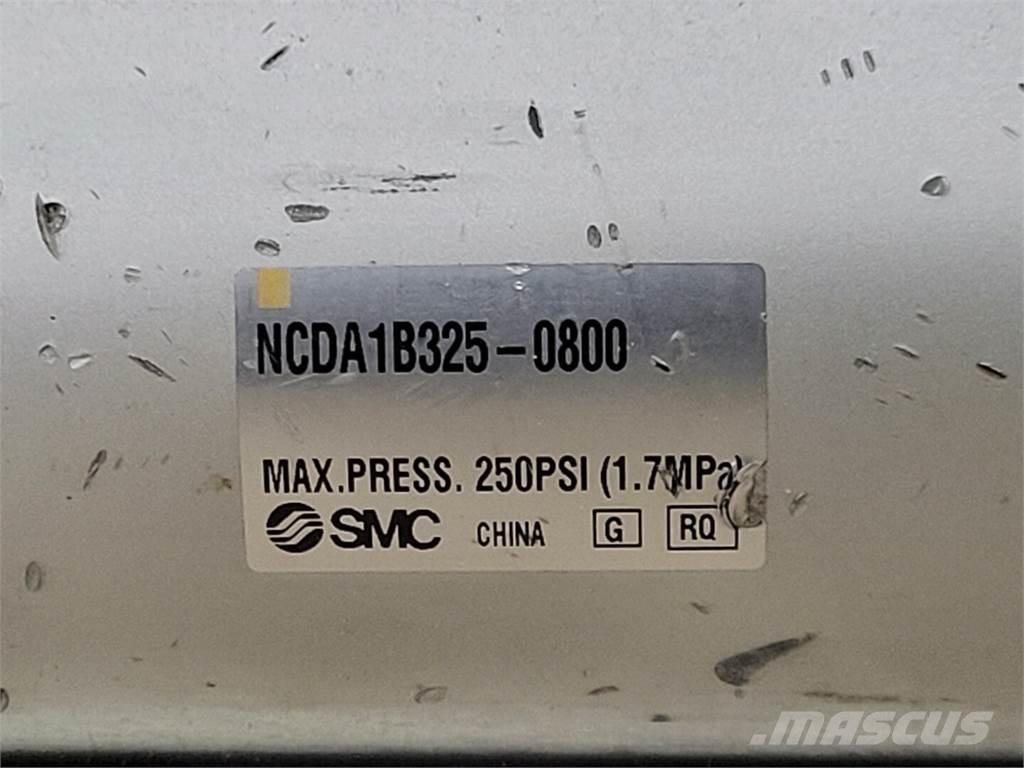 NCDA1B325-0800
MAX.PRESS. 250PSI (1.7MPa)
SMC CHINA G RQ
MASCUS